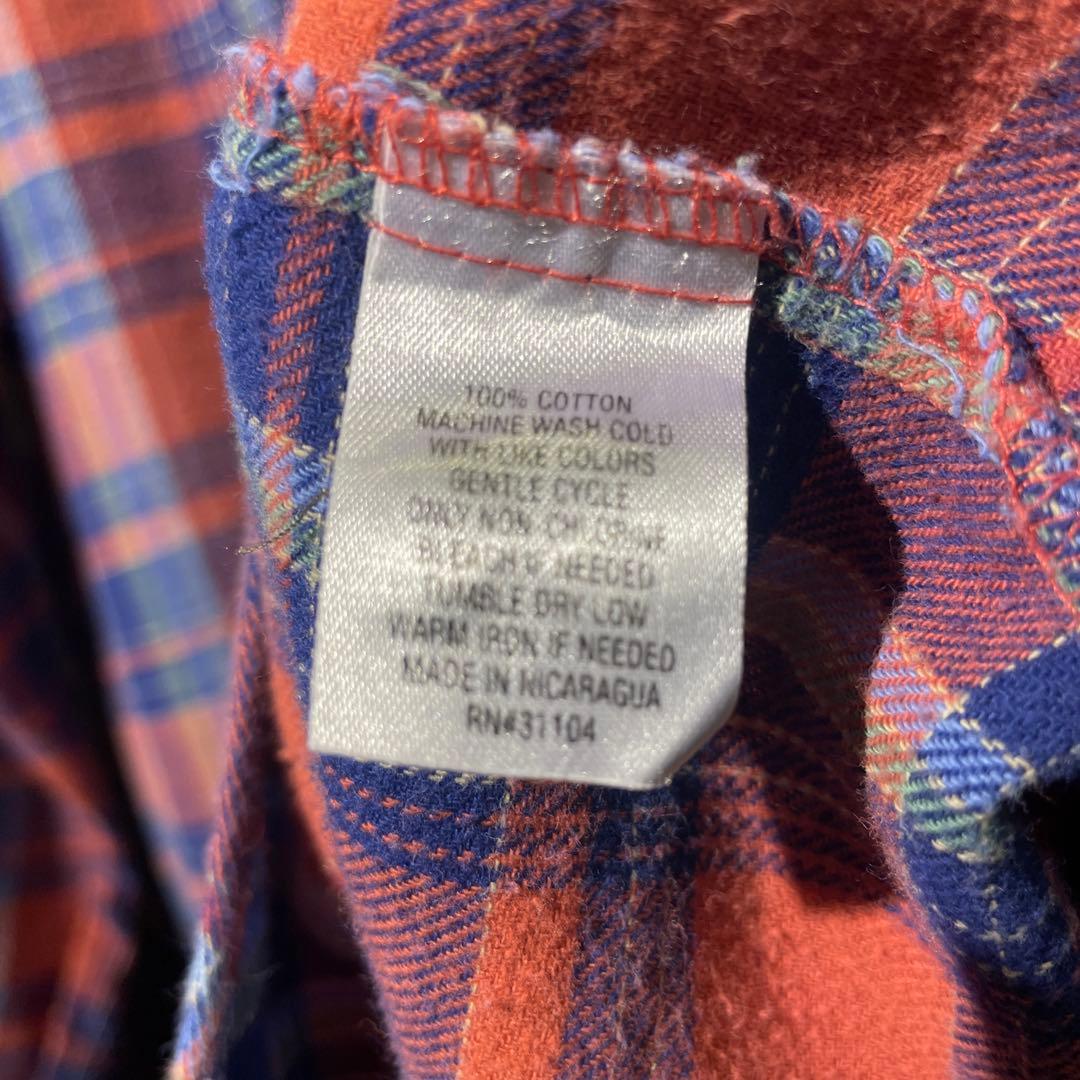 100% COTTON
MACHINE WASH COLD
WITH LIKE COLORS
GENTLE CYCLE
ONLY NON CHLORINE
BLEACH IF NEEDED
TUMBLE DRY LOW
WARM IRON IF NEEDED
MADE IN NICARAGUA
RN#31104